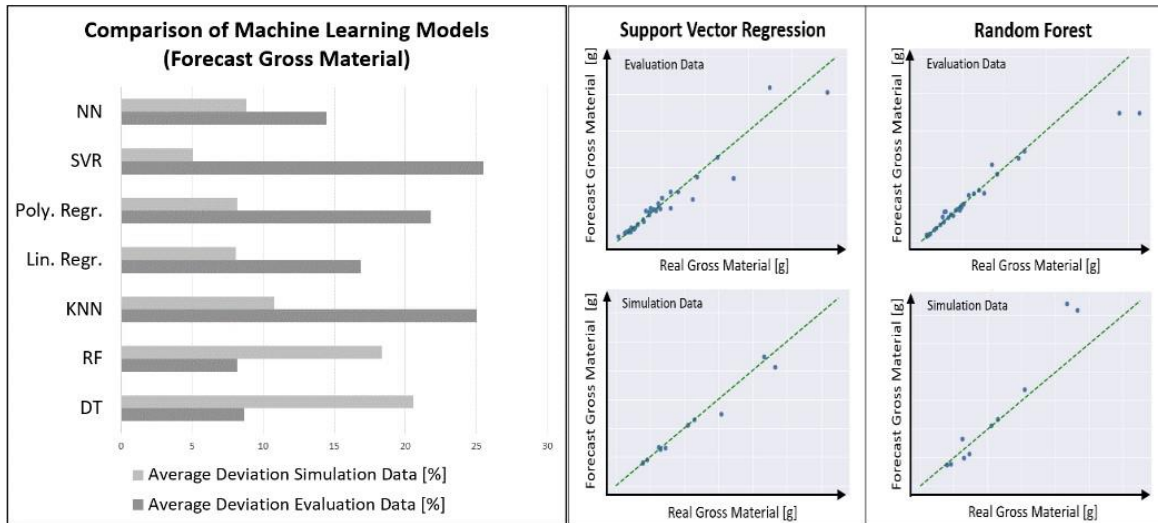 Comparison of Machine Learning Models
(Forecast Gross Material)
NN
SVR
Poly. Regr.
Lin. Regr.
KNN
RF
DT
0 5 10 15 20 25 30
Average Deviation Simulation Data [%]
Average Deviation Evaluation Data [%]
Support Vector Regression
Forecast Gross Material [g]
Evaluation Data
Real Gross Material [g]
Forecast Gross Material [g]
Simulation Data
Real Gross Material [g]
Random Forest
Forecast Gross Material [g]
Evaluation Data
Real Gross Material [g]
Forecast Gross Material [g]
Simulation Data
Real Gross Material [g]